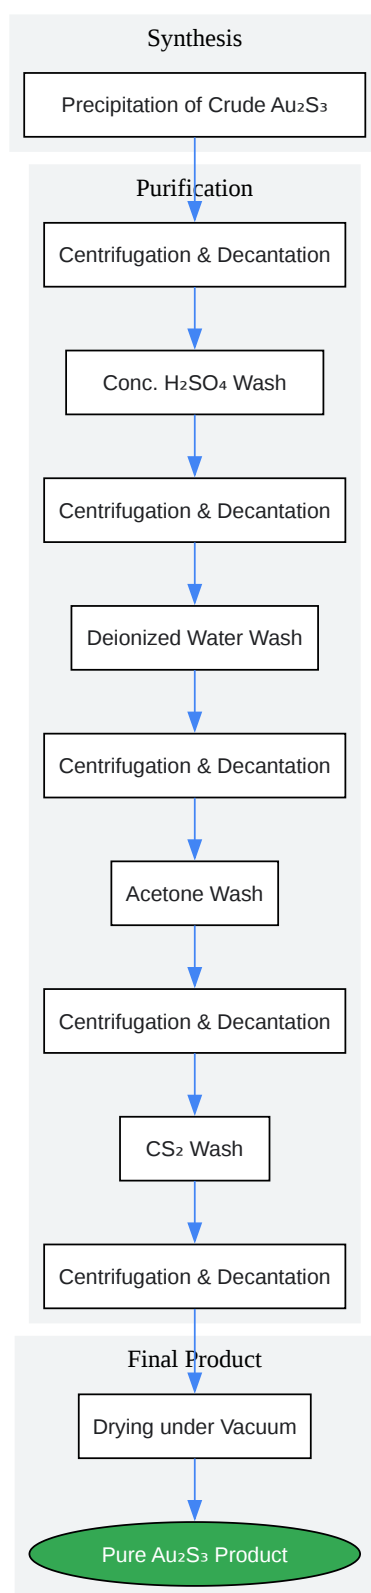 Synthesis
Precipitation of Crude Au₂S₃
Purification
Centrifugation & Decantation
Conc. H₂SO₄ Wash
Centrifugation & Decantation
Deionized Water Wash
Centrifugation & Decantation
Acetone Wash
Centrifugation & Decantation
CS₂ Wash
Centrifugation & Decantation
Final Product
Drying under Vacuum
Pure Au₂S₃ Product